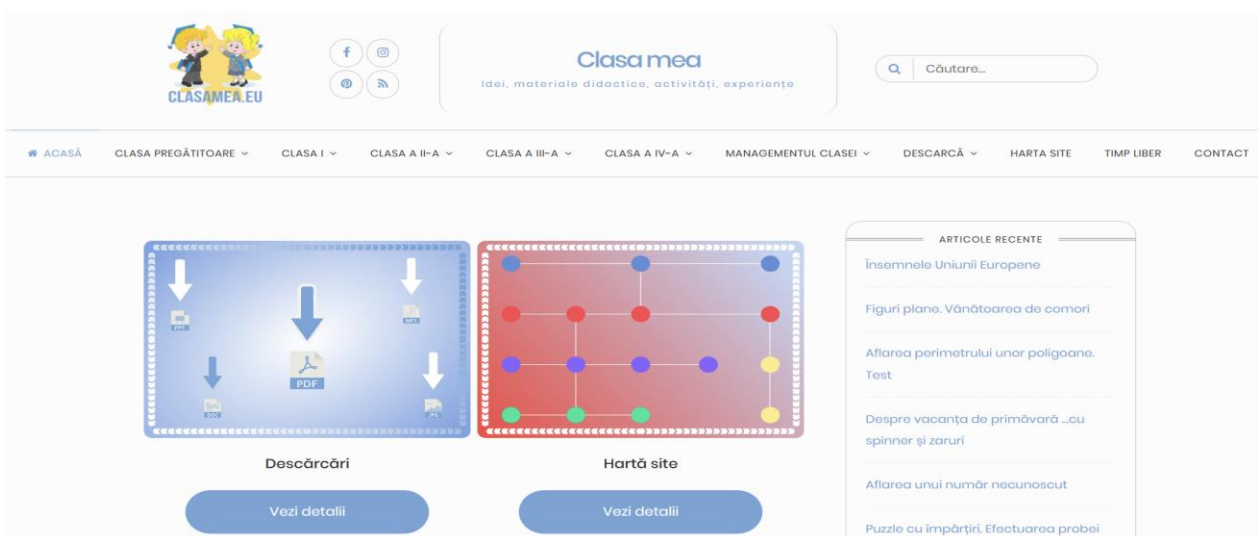 CLASAMEA.EU
Clasa mea
Idei, materiale didactice, activități, experiențe
Căutare...
ACASĂ CLASA PREGĂTITOARE CLASA I CLASA A II-A CLASA A III-A CLASA A IV-A MANAGEMENTUL CLASEI DESCARCĂ HARTA SITE TIMP LIBER CONTACT
PPT
PDF
DOC
JPG
Descărcări
Vezi detalii
Hartă site
Vezi detalii
ARTICOLE RECENTE
Însemnele Uniunii Europene
Figuri plane. Vânătoarea de comori
Aflarea perimetrului unor poligoane.
Test
Despre vacanța de primăvară ...cu
spinner și zaruri
Aflarea unui număr necunoscut
Puzzle cu împărțiri. Efectuarea probei